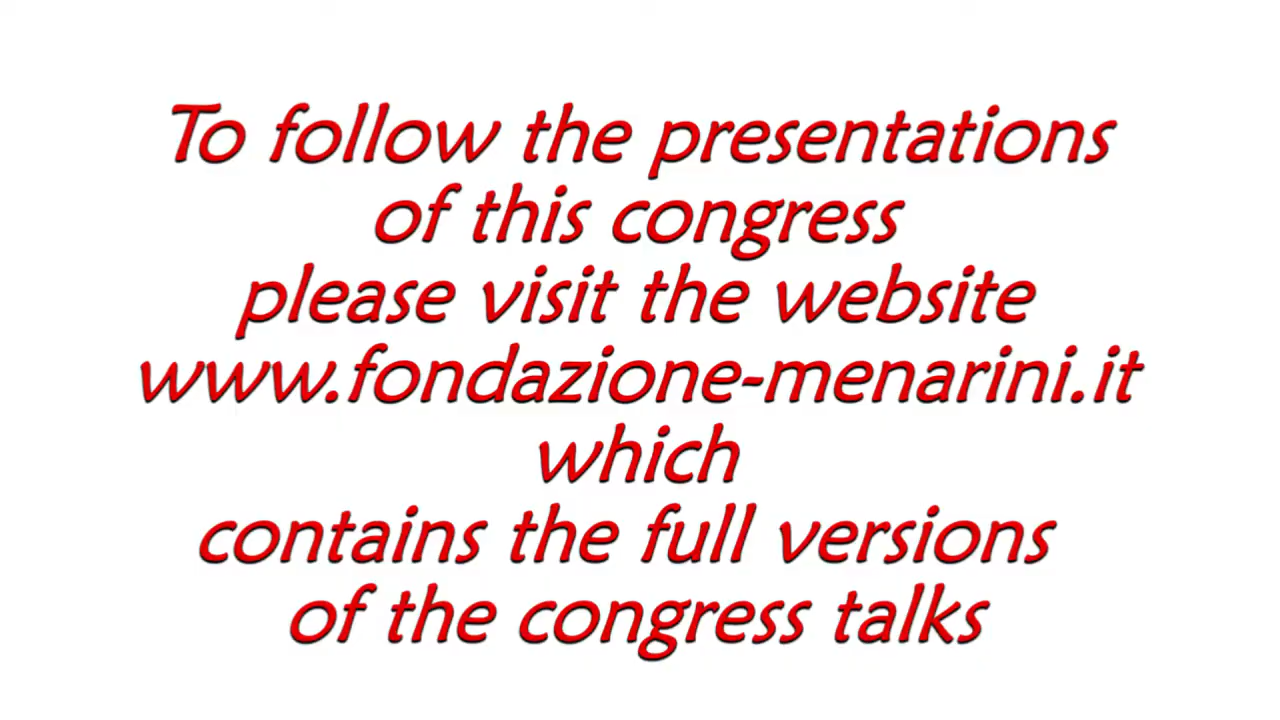 To follow the presentations
of this congress
please visit the website
www.fondazione-menarini.it
which
contains the full versions
of the congress talks